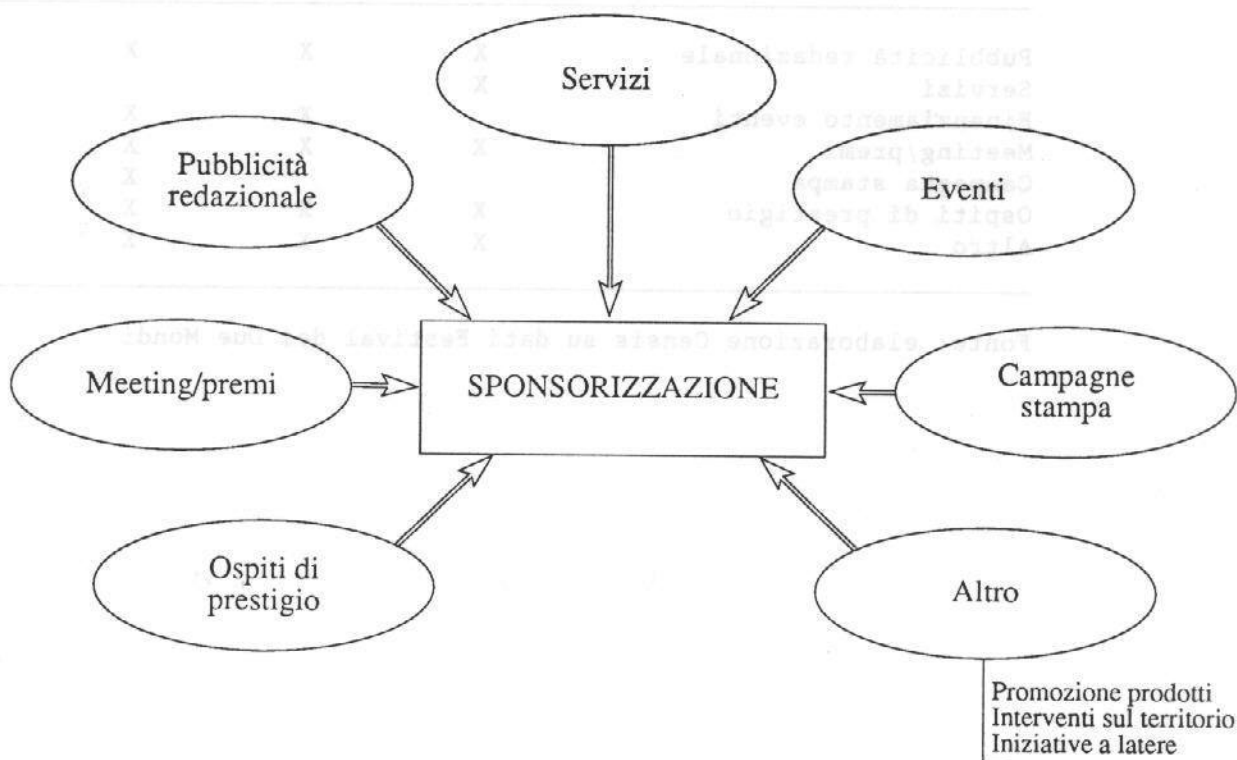 Servizi
Pubblicità
redazionale
Eventi
Meeting/premi
SPONSORIZZAZIONE
Campagne
stampa
Ospiti di
prestigio
Altro
Promozione prodotti
Interventi sul territorio
Iniziative a latere